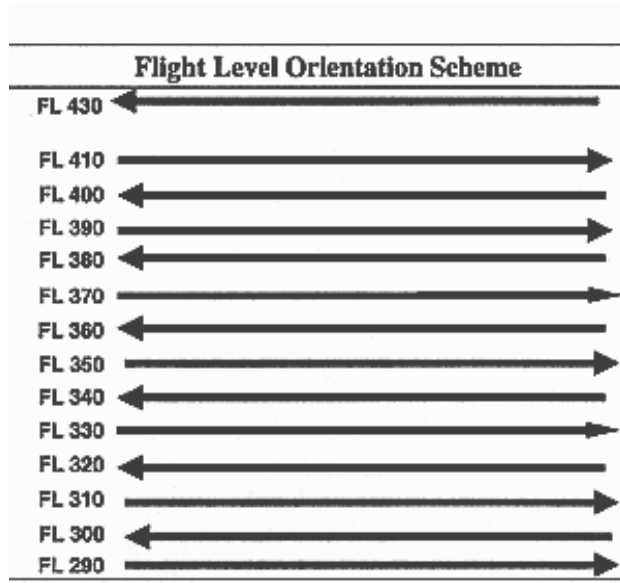 Flight Level Orientation Scheme
FL 430
FL 410
FL 400
FL 390
FL 380
FL 370
FL 360
FL 350
FL 340
FL 330
FL 320
FL 310
FL 300
FL 290